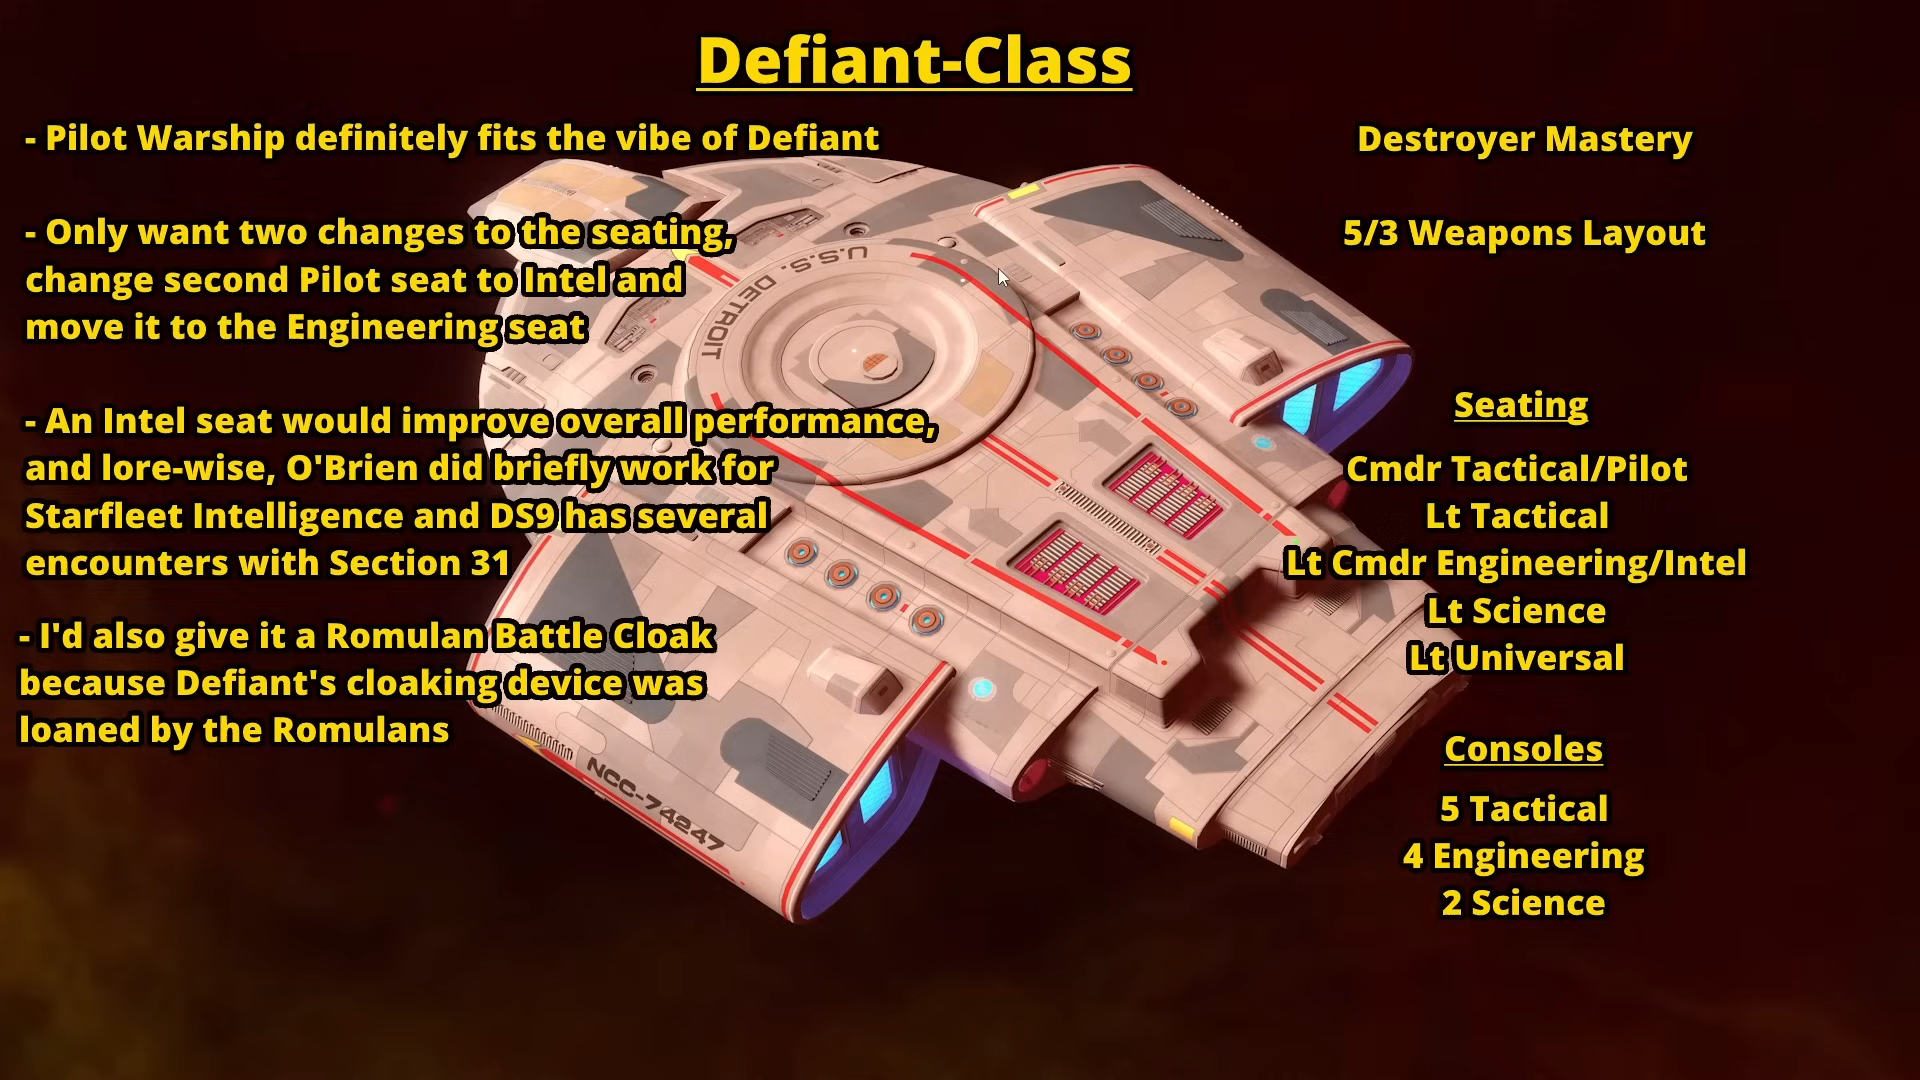 Defiant-Class
- Pilot Warship definitely fits the vibe of Defiant
- Only want two changes to the seating,
change second Pilot seat to Intel and
move it to the Engineering seat
- An Intel seat would improve overall performance,
and lore-wise, O'Brien did briefly work for
Starfleet Intelligence and DS9 has several
encounters with Section 31
- I'd also give it a Romulan Battle Cloak
because Defiant's cloaking device was
loaned by the Romulans
Destroyer Mastery
5/3 Weapons Layout
Seating
Cmdr Tactical/Pilot
Lt Tactical
Lt Cmdr Engineering/Intel
Lt Science
Lt Universal
Consoles
5 Tactical
4 Engineering
2 Science
U.S.S. DETROIT
NCC-74247